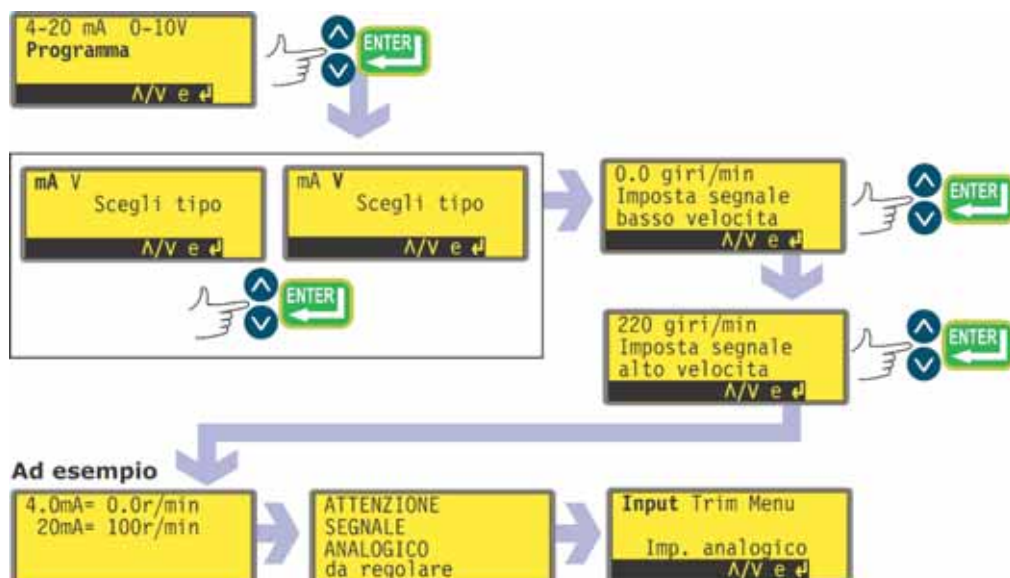 4-20 mA 0-10V
Programma
Λ/V e ↵
ENTER
mA V
Scegli tipo
Λ/V e ↵
mA V
Scegli tipo
Λ/V e ↵
ENTER
0.0 giri/min
Imposta segnale
basso velocita
Λ/V e ↵
ENTER
220 giri/min
Imposta segnale
alto velocita
Λ/V e ↵
ENTER
Ad esempio
4.0mA= 0.0r/min
20mA= 100r/min
ATTENZIONE
SEGNALE
ANALOGICO
da regolare
Input Trim Menu
Imp. analogico
Λ/V e ↵